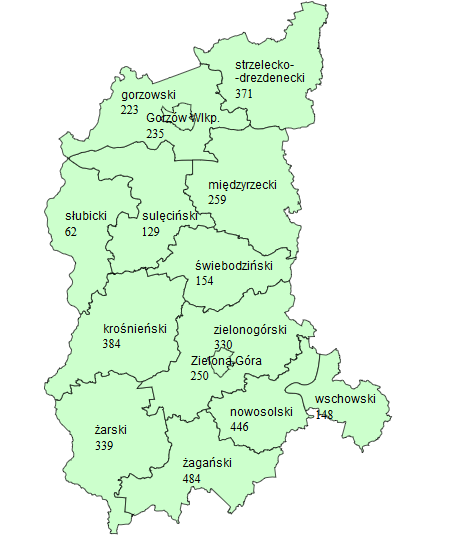 strzelecko-
-drezdenecki
371
gorzowski
223
Gorzów Wlkp.
235
międzyrzecki
259
słubicki
62
sulęciński
129
świebodziński
154
krośnieński
384
zielonogórski
330
Zielona Góra
250
wschowski
148
nowosolski
446
żarski
339
żagański
484